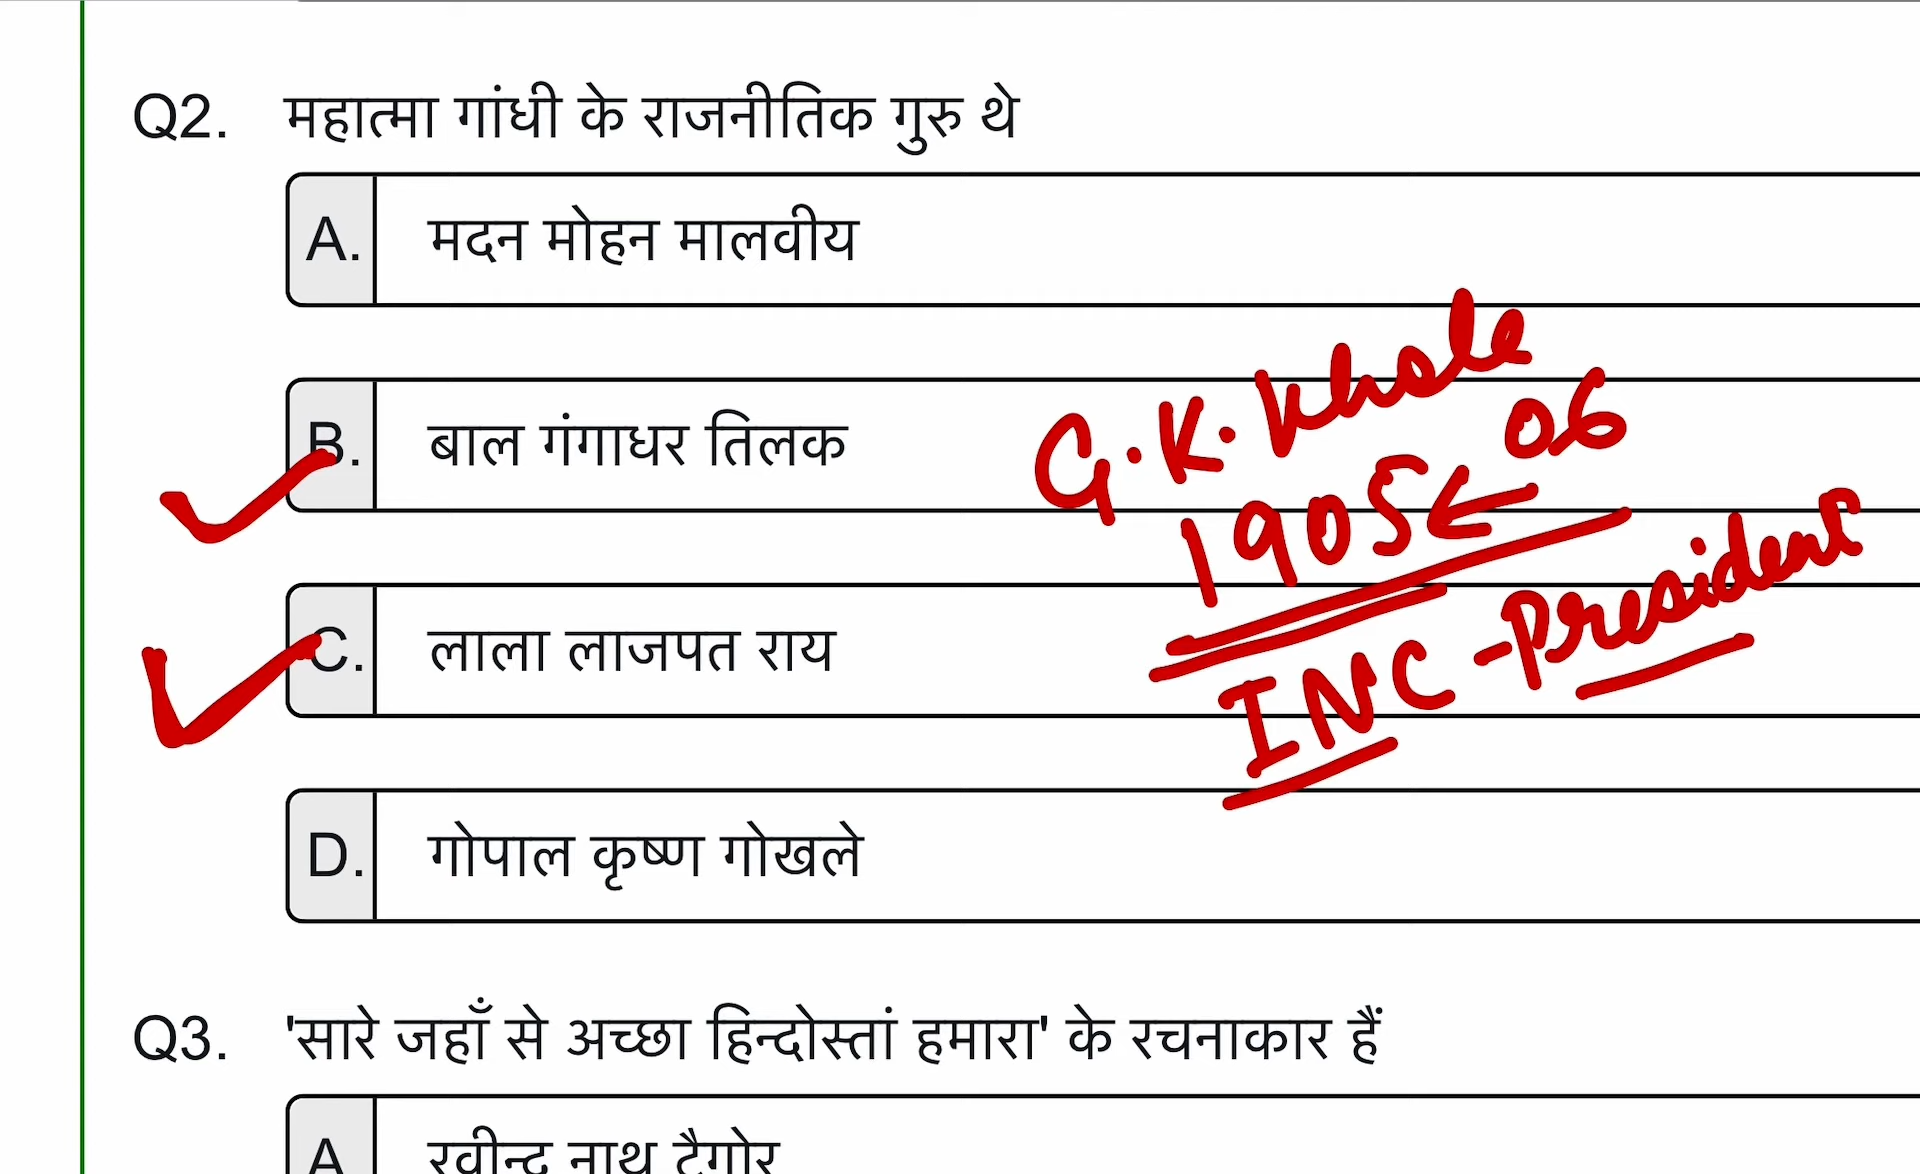 Q2. महात्मा गांधी के राजनीतिक गुरु थे
A. मदन मोहन मालवीय
B. बाल गंगाधर तिलक
G.K. Khale
1905 06
C. लाला लाजपत राय
INC - President
D. गोपाल कृष्ण गोखले
Q3. 'सारे जहाँ से अच्छा हिन्दोस्तां हमारा' के रचनाकार हैं
A रवीन्द्र नाथ टैगोर